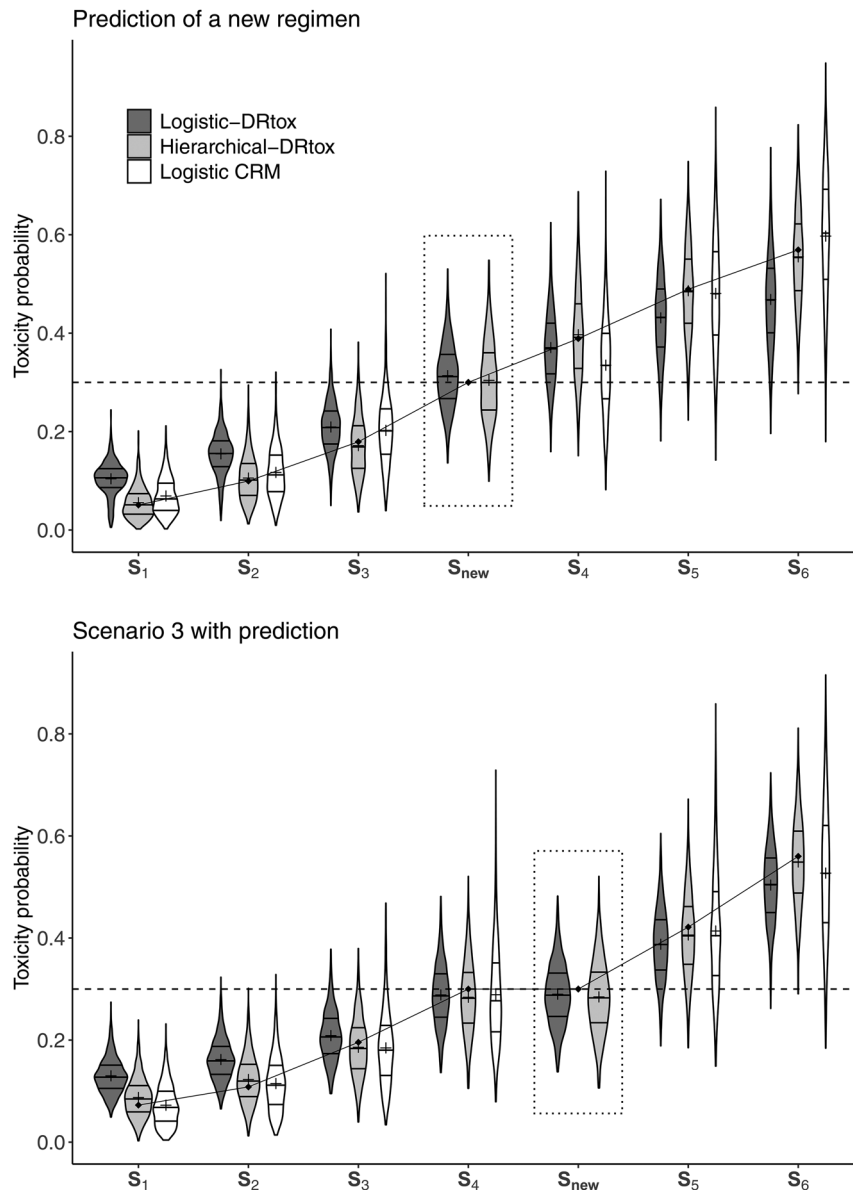 Prediction of a new regimen
Logistic−DRtox
Hierarchical−DRtox
Logistic CRM
Toxicity probability
0.8
0.6
0.4
0.2
0.0
S1 S2 S3 Snew S4 S5 S6
Scenario 3 with prediction
Toxicity probability
0.8
0.6
0.4
0.2
0.0
S1 S2 S3 S4 Snew S5 S6